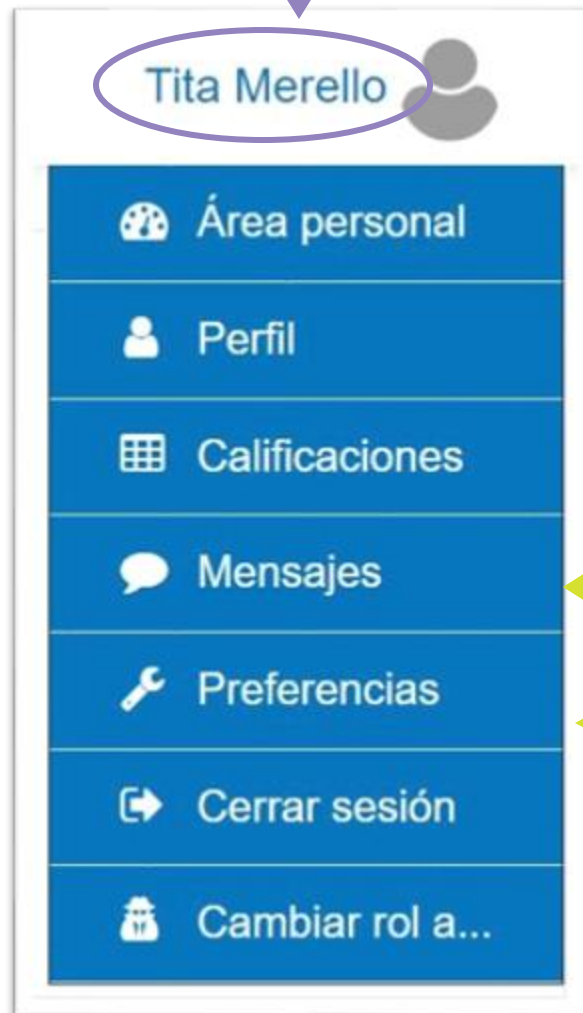 Tita Merello
Área personal
Perfil
Calificaciones
Mensajes
Preferencias
Cerrar sesión
Cambiar rol a...